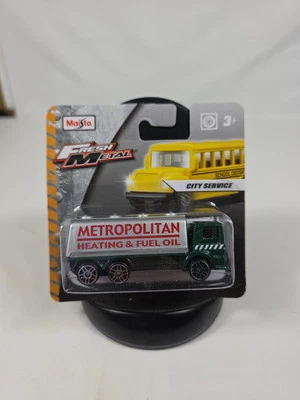 Maisto
3+
FRESH
METAL
CITY SERVICE
METROPOLITAN
HEATING & FUEL OIL